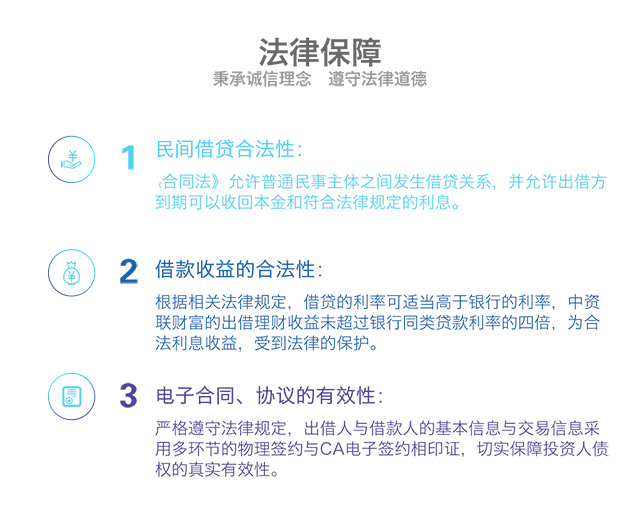 法律保障
秉承诚信理念 遵守法律道德
1 民间借贷合法性：
《合同法》允许普通民事主体之间发生借贷关系，并允许出借方
到期可以收回本金和符合法律规定的利息。
2 借款收益的合法性：
根据相关法律规定，借贷的利率可适当高于银行的利率，中资
联财富的出借理财收益未超过银行同类贷款利率的四倍，为合
法利息收益，受到法律的保护。
3 电子合同、协议的有效性：
严格遵守法律规定，出借人与借款人的基本信息与交易信息采
用多环节的物理签约与CA电子签约相印证，切实保障投资人债
权的真实有效性。